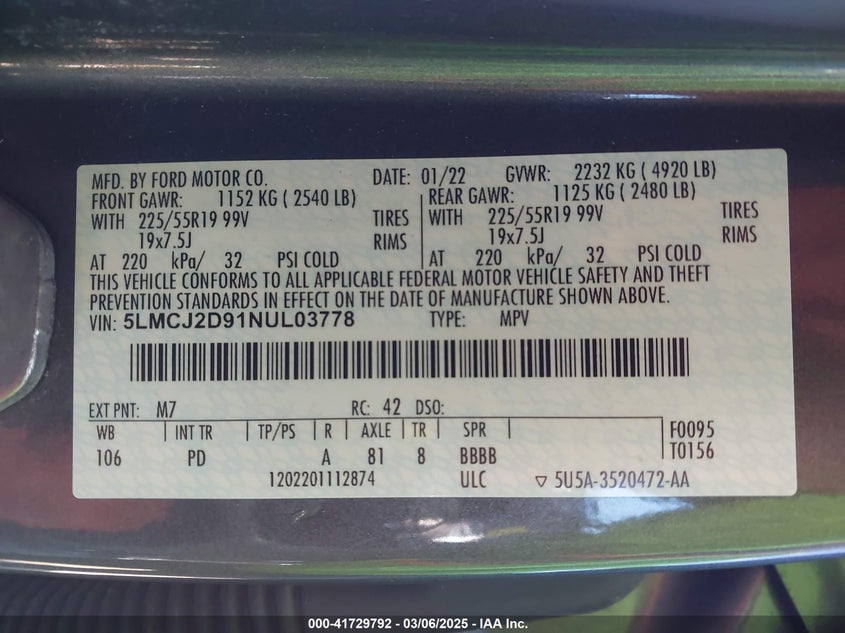 MFD. BY FORD MOTOR CO. DATE: 01/22 GVWR: 2232 KG ( 4920 LB)
FRONT GAWR: 1152 KG ( 2540 LB) REAR GAWR: 1125 KG ( 2480 LB)
WITH 225/55R19 99V TIRES WITH 225/55R19 99V TIRES
19x7.5J RIMS 19x7.5J RIMS
AT 220 kPa/ 32 PSI COLD AT 220 kPa/ 32 PSI COLD
THIS VEHICLE CONFORMS TO ALL APPLICABLE FEDERAL MOTOR VEHICLE SAFETY AND THEFT
PREVENTION STANDARDS IN EFFECT ON THE DATE OF MANUFACTURE SHOWN ABOVE.
VIN: 5LMCJ2D91NUL03778 TYPE: MPV
EXT PNT: M7 RC: 42 DSO:
WB INT TR TP/PS R AXLE TR SPR F0095
106 PD A 81 8 BBBB T0156
1202201112874 ULC ▽ 5U5A-3520472-AA
000-41729792 - 03/06/2025 - IAA Inc.